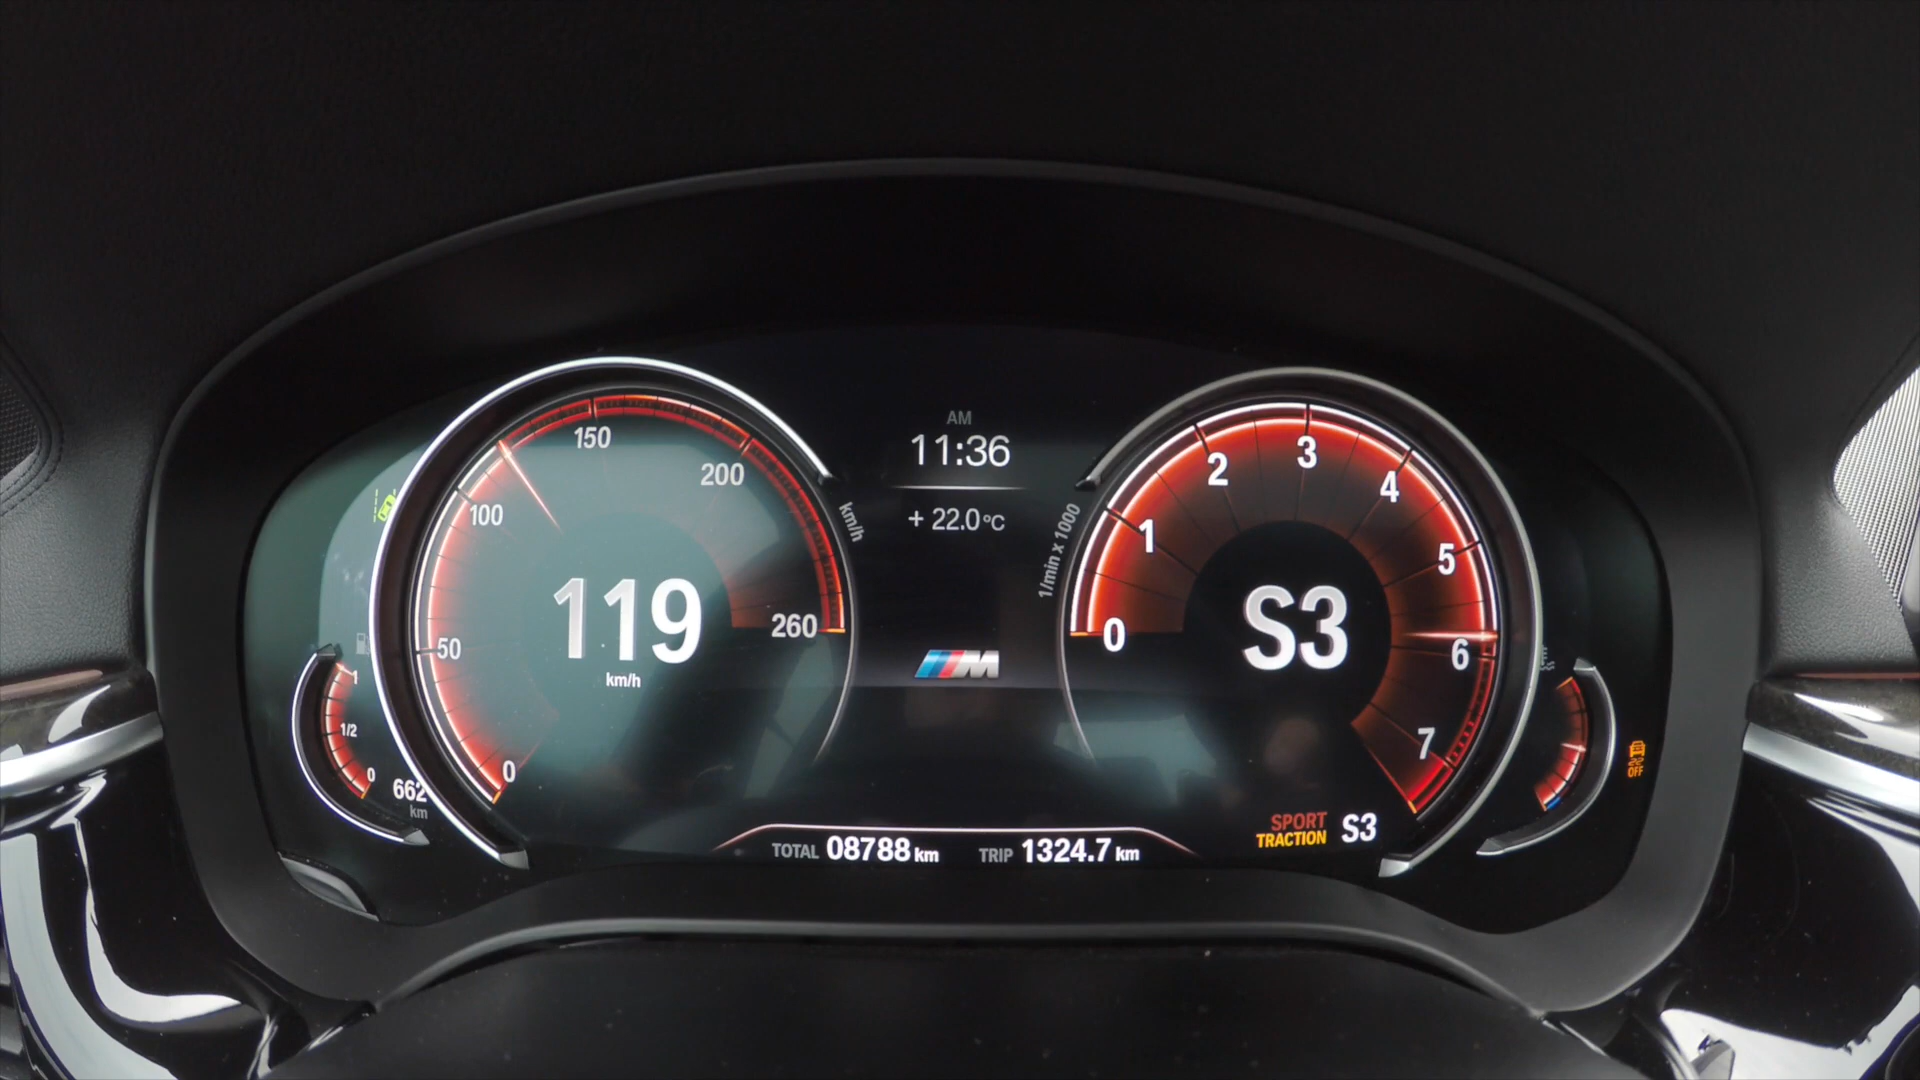 AM
11:36
+ 22.0°C
150
200
100
50
260
0
km/h
119
km/h
1
1/2
0
662
km
M
1/min x 1000
0
1
2
3
4
5
6
7
S3
SPORT
TRACTION S3
OFF
TOTAL 08788 km TRIP 1324.7 km